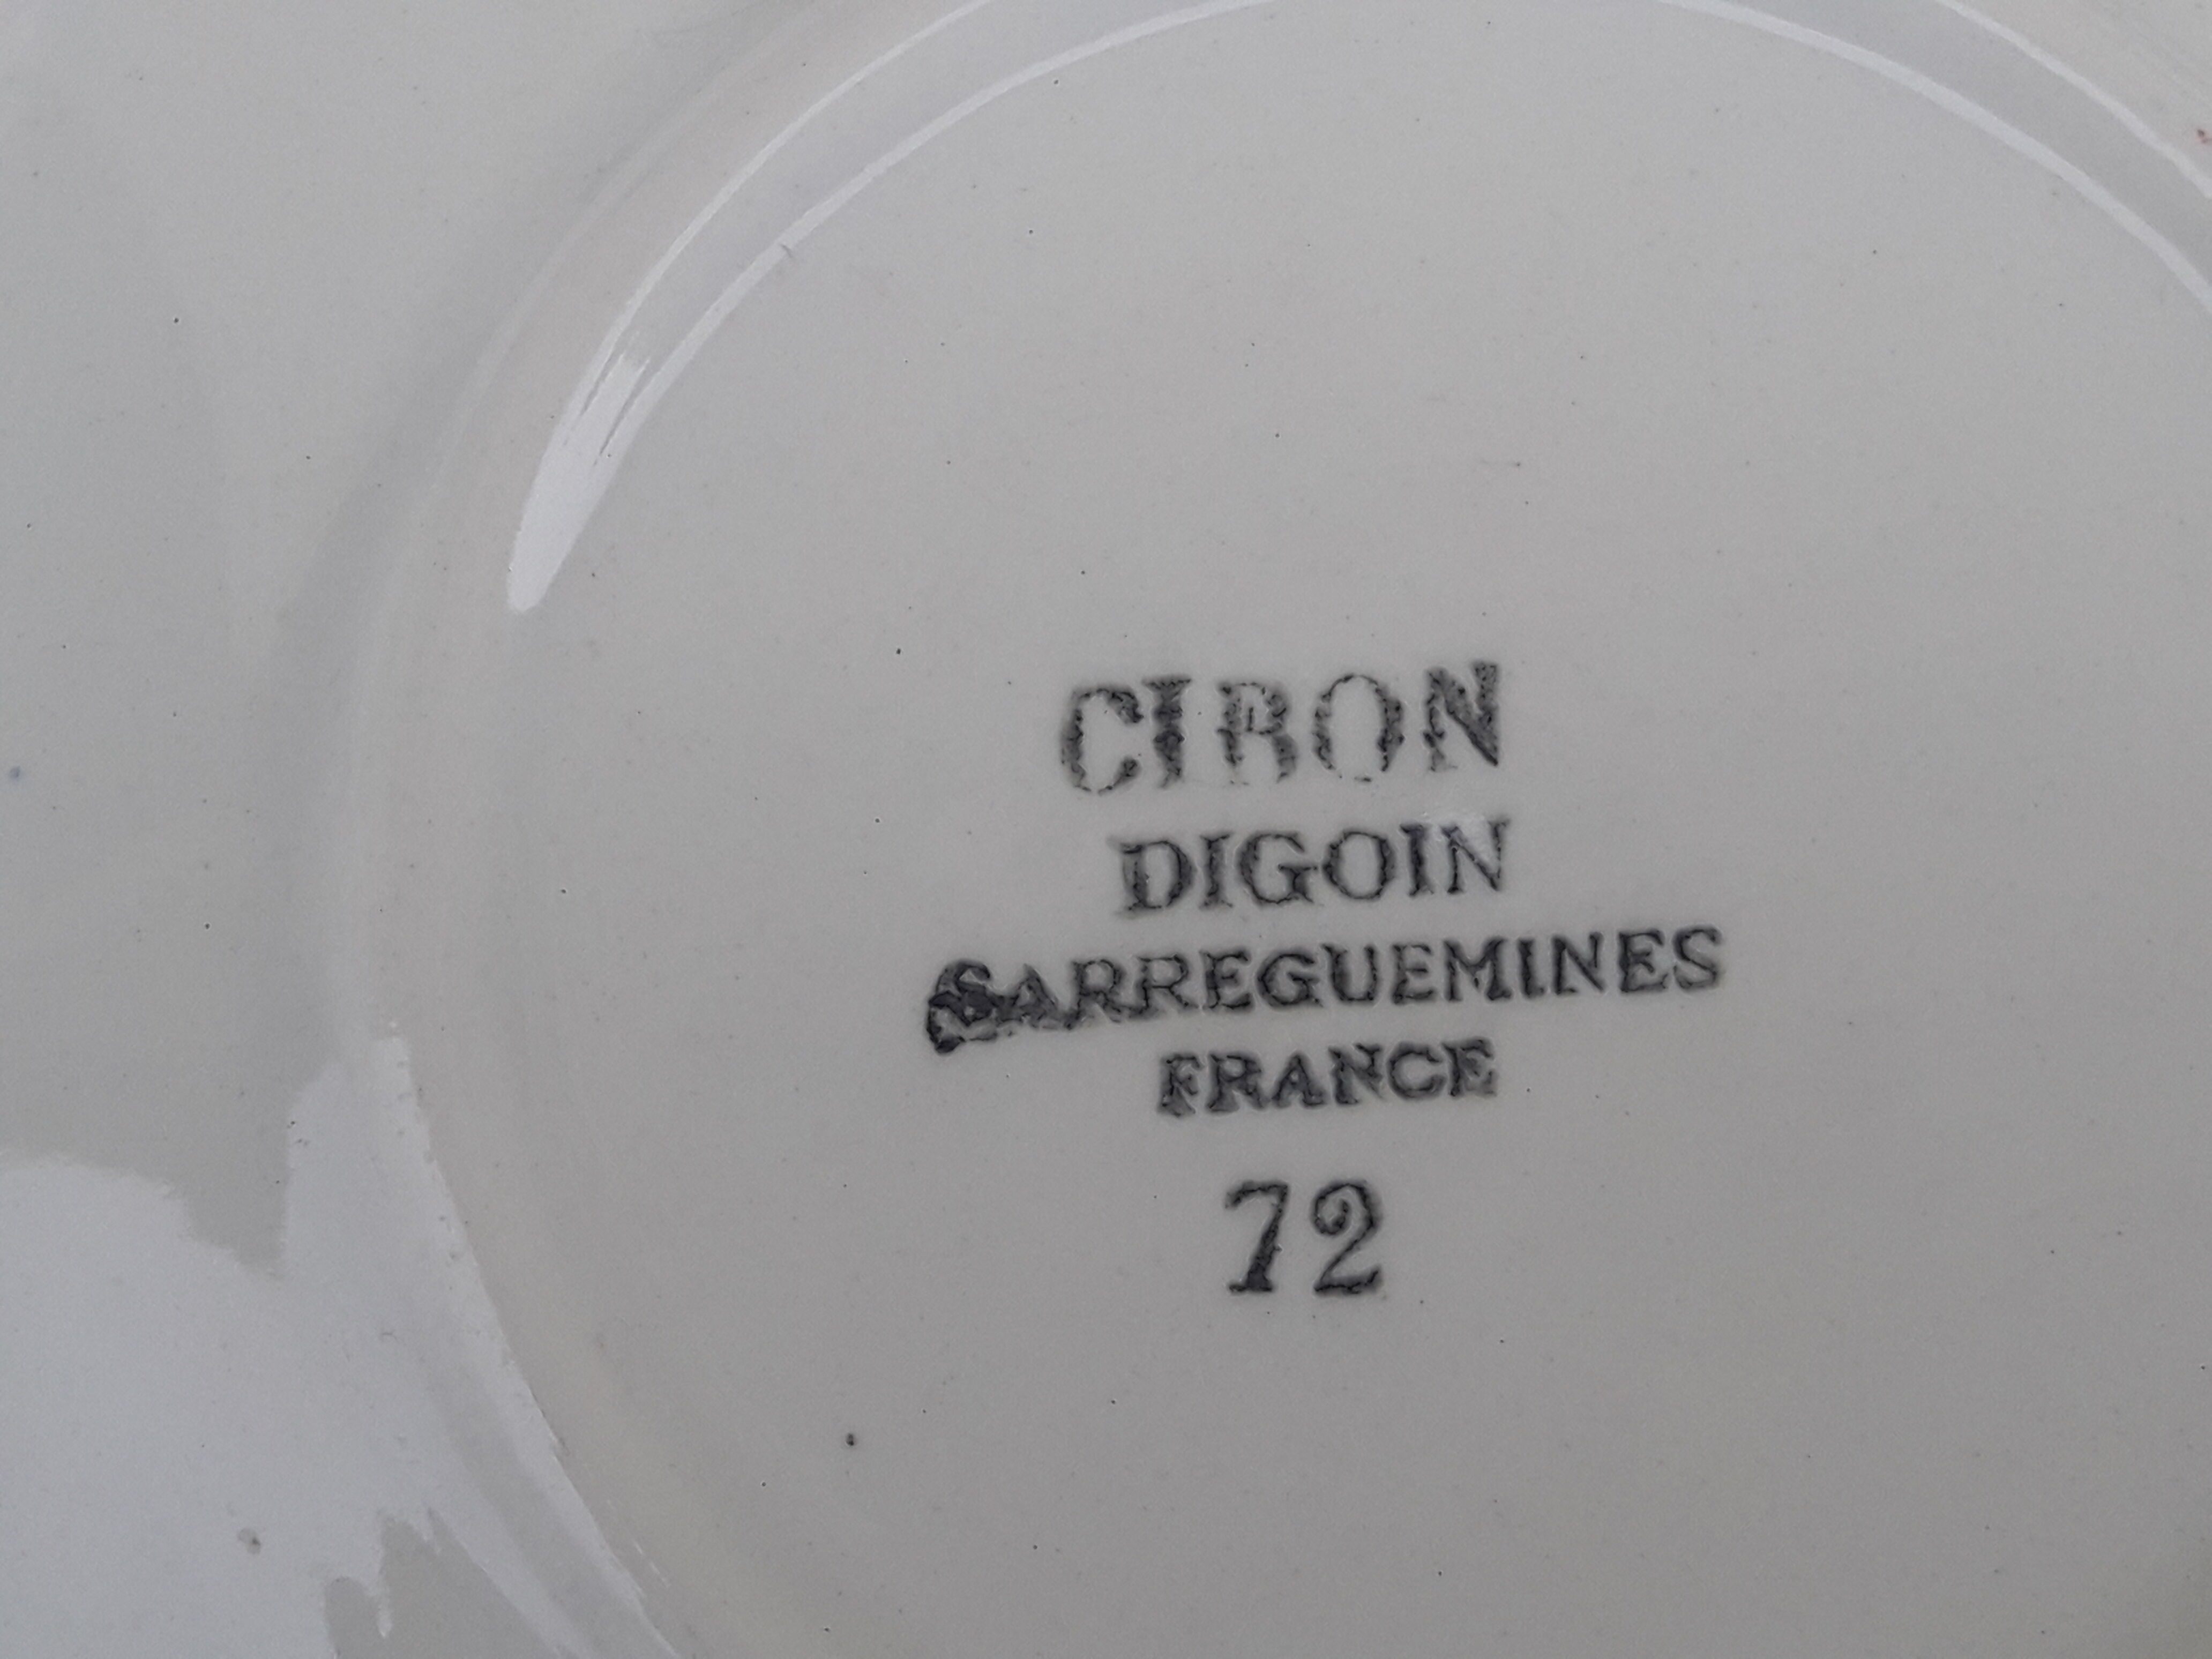 CIRON
DIGOIN
SARREGUEMINES
FRANCE
72